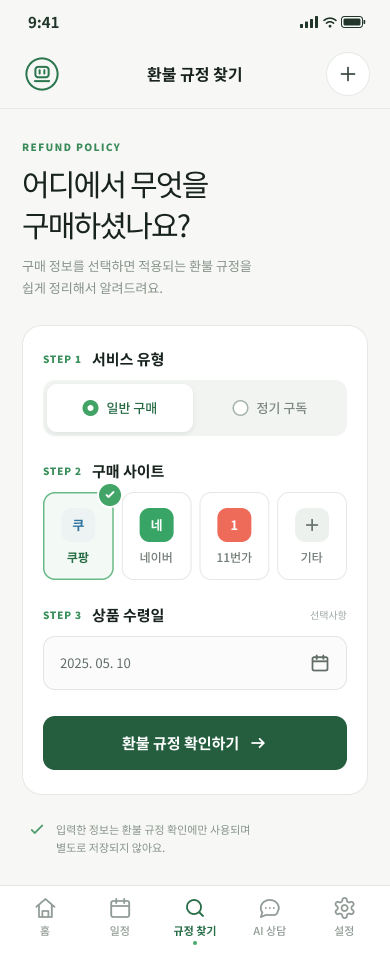 9:41
환불 규정 찾기
REFUND POLICY
어디에서 무엇을
구매하셨나요?
구매 정보를 선택하면 적용되는 환불 규정을
쉽게 정리해서 알려드려요.
STEP 1 서비스 유형
일반 구매 정기 구독
STEP 2 구매 사이트
쿠 네 1
쿠팡 네이버 11번가 기타
STEP 3 상품 수령일 선택사항
2025. 05. 10
환불 규정 확인하기 →
입력한 정보는 환불 규정 확인에만 사용되며
별도로 저장되지 않아요.
홈 일정 규정 찾기 AI 상담 설정